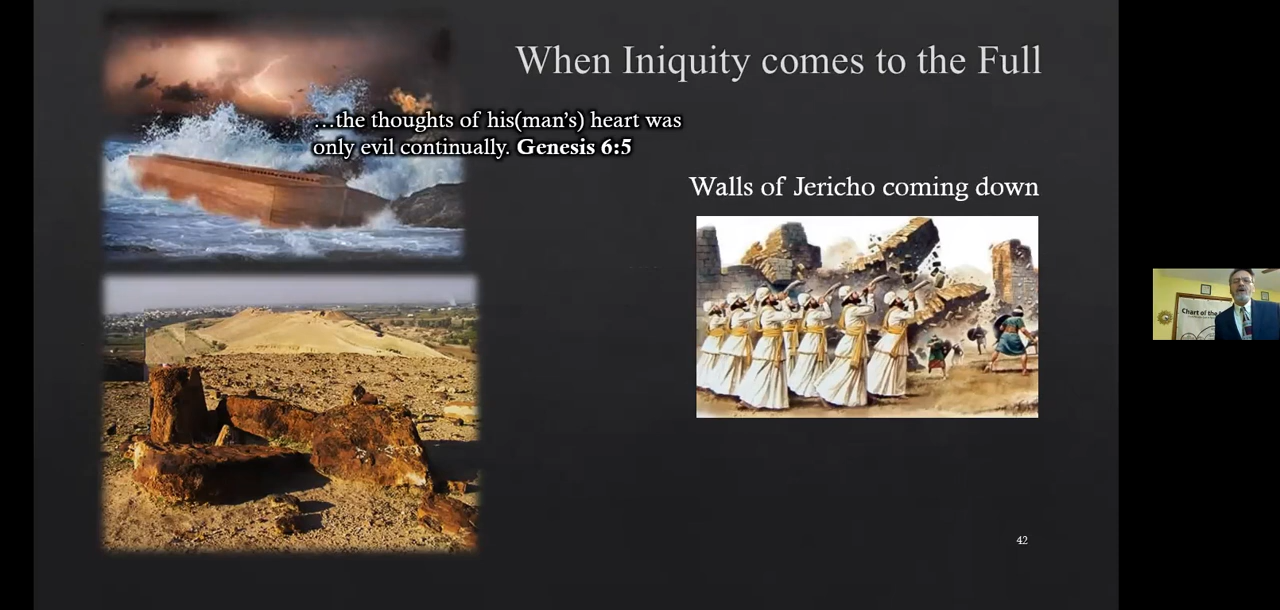 When Iniquity comes to the Full
…the thoughts of his(man's) heart was
only evil continually. Genesis 6:5
Walls of Jericho coming down
Chart of the
42